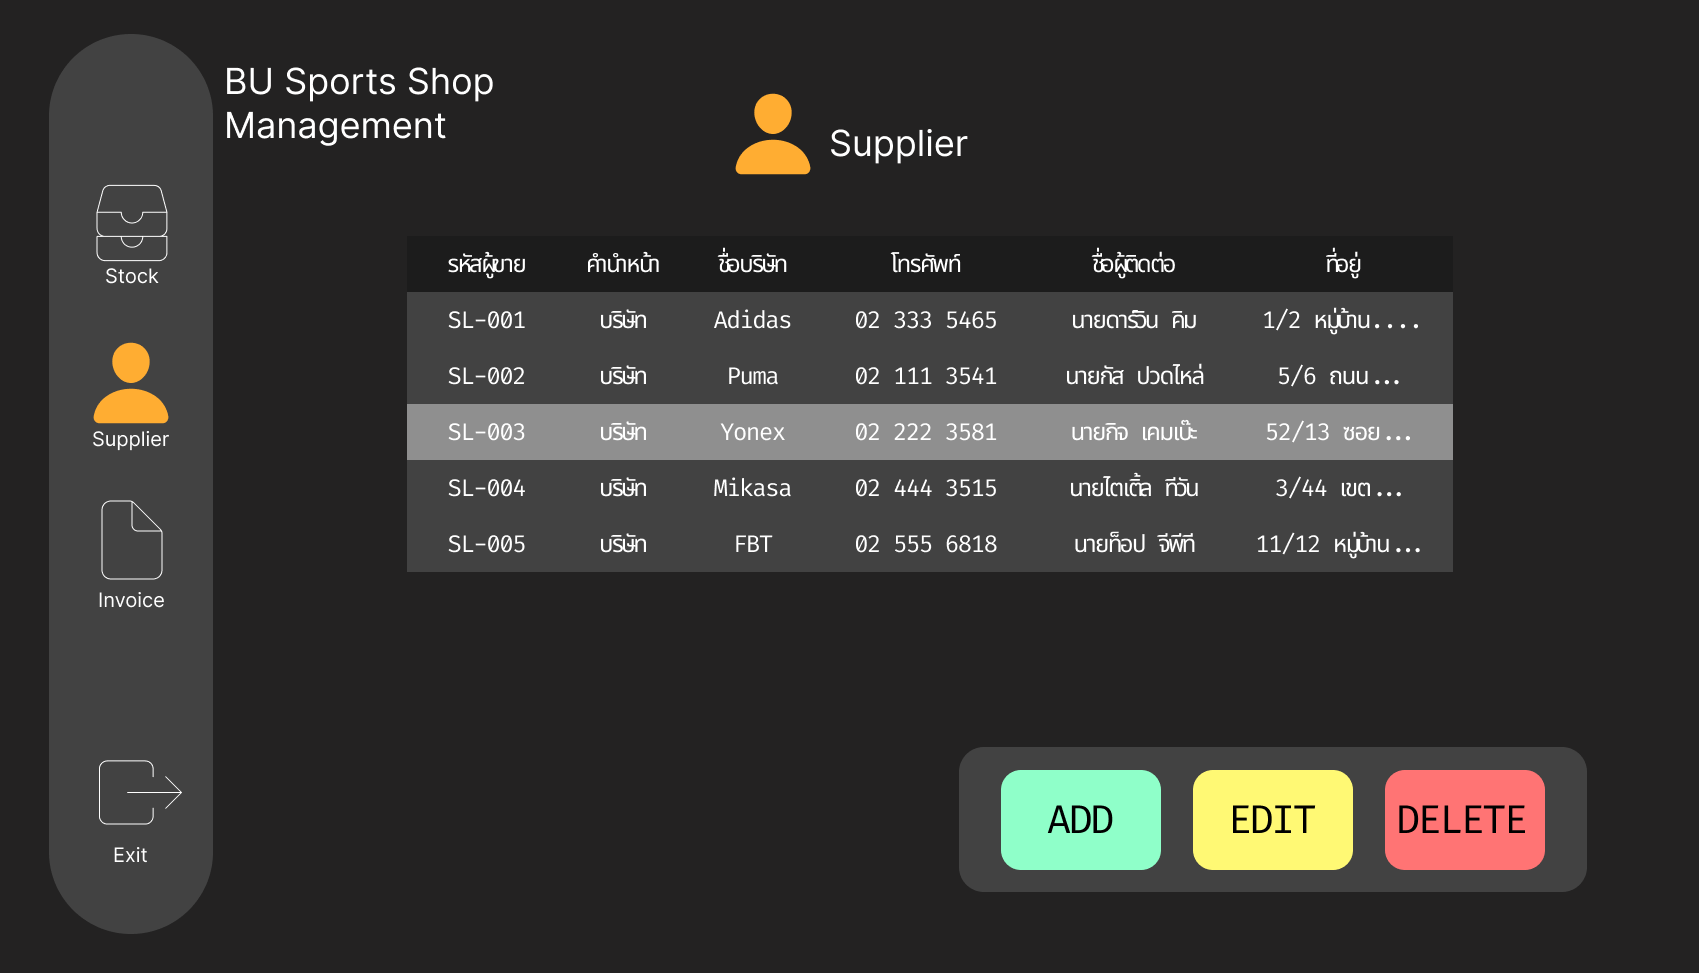 BU Sports Shop
Management
Supplier
Stock
Supplier
Invoice
Exit
รหัสผู้ขาย คำนำหน้า ชื่อบริษัท โทรศัพท์ ชื่อผู้ติดต่อ ที่อยู่
SL-001 บริษัท Adidas 02 333 5465 นายดาร์วิน คิม 1/2 หมู่บ้าน....
SL-002 บริษัท Puma 02 111 3541 นายกัส ปวดไหล่ 5/6 ถนน...
SL-003 บริษัท Yonex 02 222 3581 นายกิจ เคมเบ๊ะ 52/13 ซอย...
SL-004 บริษัท Mikasa 02 444 3515 นายไตเติ้ล ทีวัน 3/44 เขต...
SL-005 บริษัท FBT 02 555 6818 นายท็อป จีพีที 11/12 หมู่บ้าน...
ADD EDIT DELETE